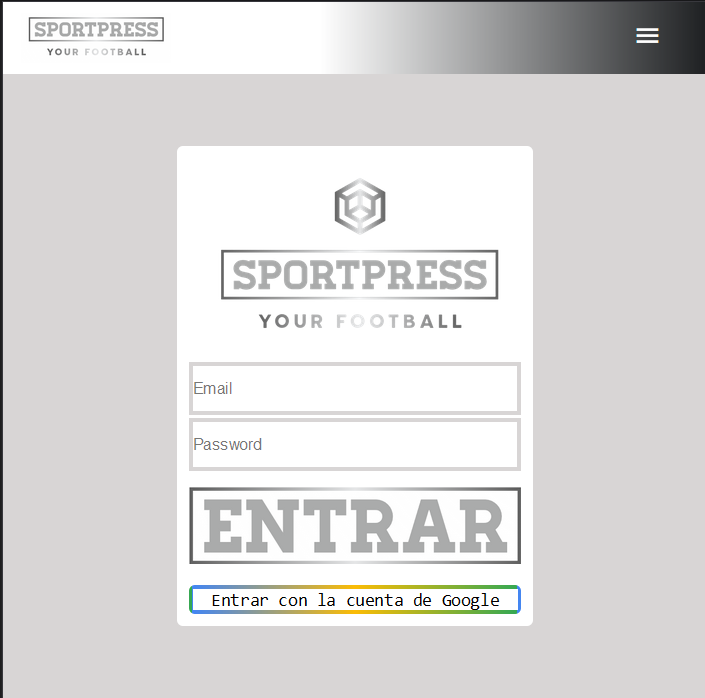 SPORTPRESS
YOUR FOOTBALL
SPORTPRESS
YOUR FOOTBALL
Email
Password
ENTRAR
Entrar con la cuenta de Google